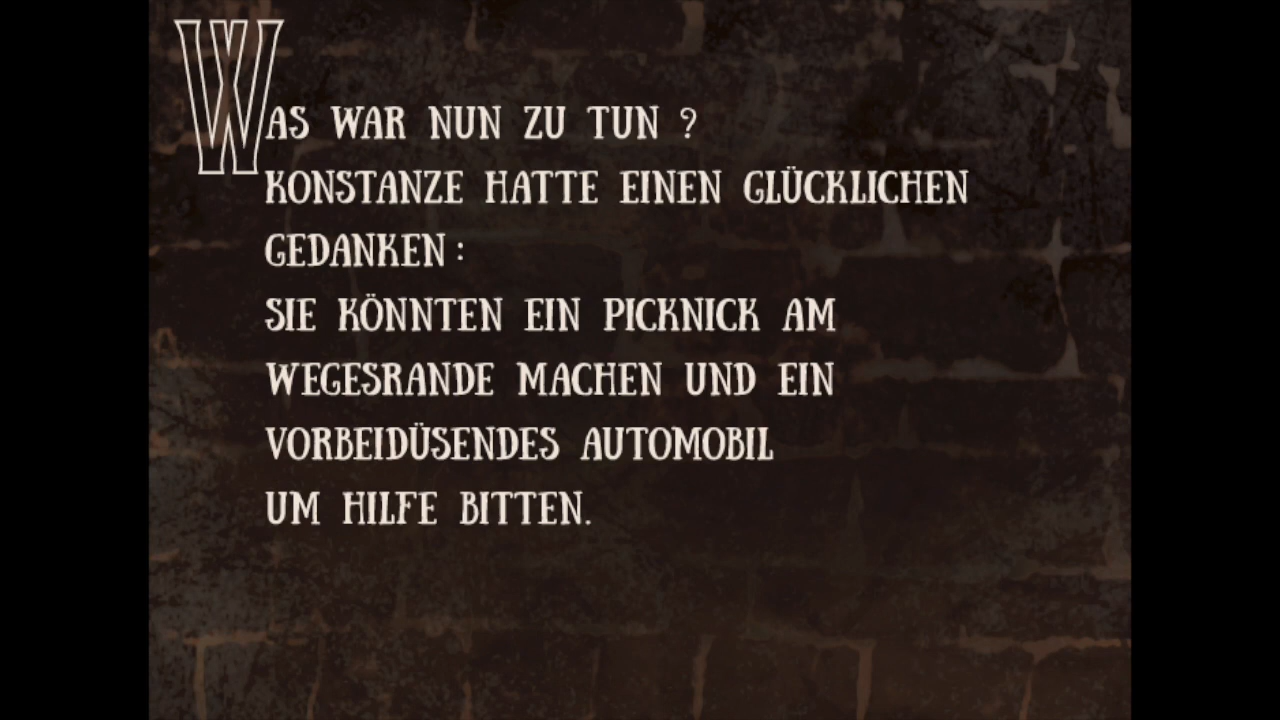 WAS WAR NUN ZU TUN ?
KONSTANZE HATTE EINEN GLÜCKLICHEN
GEDANKEN :
SIE KÖNNTEN EIN PICKNICK AM
WEGESRANDE MACHEN UND EIN
VORBEIDÜSENDES AUTOMOBIL
UM HILFE BITTEN.